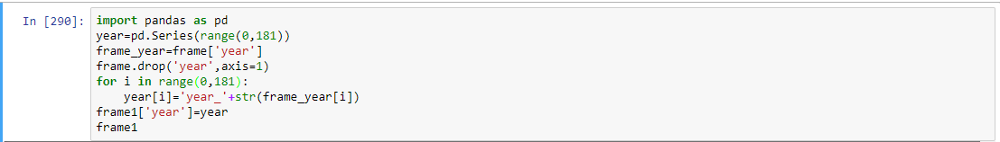 In [290]: import pandas as pd
year=pd.Series(range(0,181))
frame_year=frame['year']
frame.drop('year',axis=1)
for i in range(0,181):
    year[i]='year_'+str(frame_year[i])
frame1['year']=year
frame1